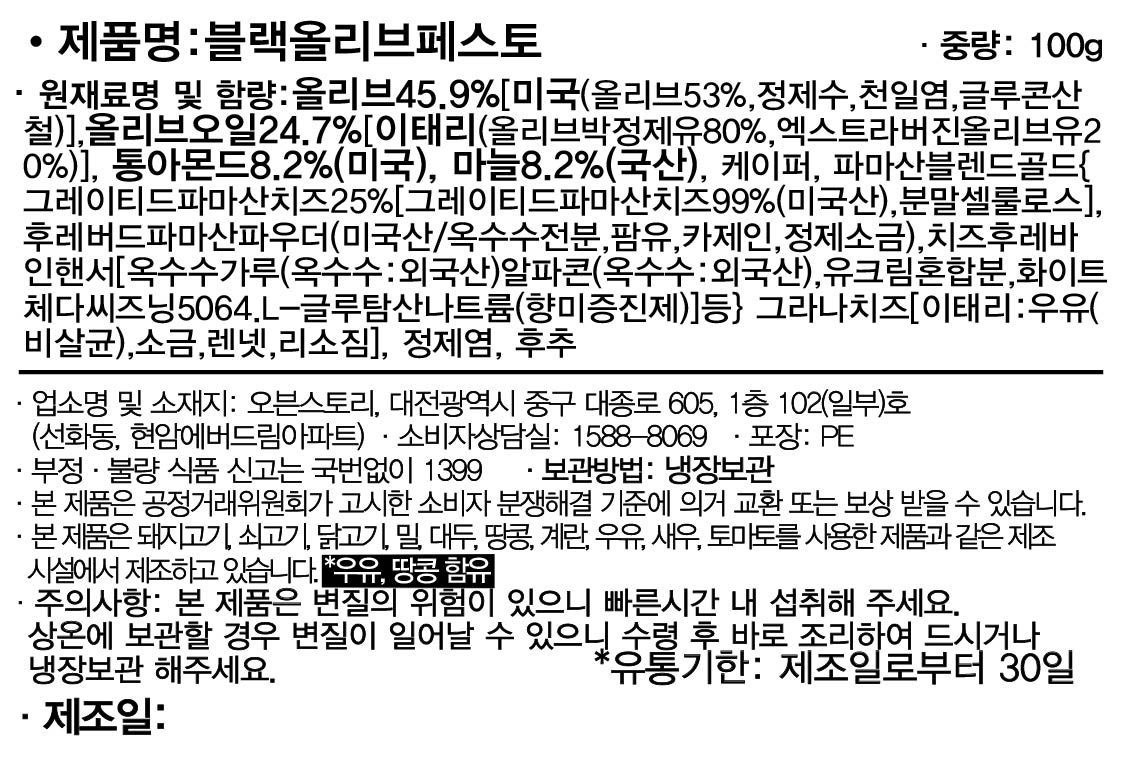 • 제품명:블랙올리브페스토 · 중량: 100g
· 원재료명 및 함량:올리브45.9%[미국(올리브53%,정제수,천일염,글루콘산
철)],올리브오일24.7%[이태리(올리브박정제유80%,엑스트라버진올리브유2
0%)], 통아몬드8.2%(미국), 마늘8.2%(국산), 케이퍼, 파마산블렌드골드{
그레이티드파마산치즈25%[그레이티드파마산치즈99%(미국산),분말셀룰로스],
후레버드파마산파우더(미국산/옥수수전분,팜유,카제인,정제소금),치즈후레바
인핸서[옥수수가루(옥수수:외국산)알파콘(옥수수:외국산),유크림혼합분,화이트
체다씨즈닝5064.L-글루탐산나트륨(향미증진제)]등} 그라나치즈[이태리:우유(
비살균),소금,렌넷,리소짐], 정제염, 후추
· 업소명 및 소재지: 오븐스토리, 대전광역시 중구 대종로 605, 1층 102(일부)호
(선화동, 현암에버드림아파트) · 소비자상담실: 1588-8069 · 포장: PE
· 부정 · 불량 식품 신고는 국번없이 1399 · 보관방법: 냉장보관
· 본 제품은 공정거래위원회가 고시한 소비자 분쟁해결 기준에 의거 교환 또는 보상 받을 수 있습니다.
· 본 제품은 돼지고기, 쇠고기, 닭고기, 밀, 대두, 땅콩, 계란, 우유, 새우, 토마토를 사용한 제품과 같은 제조
시설에서 제조하고 있습니다. *우유, 땅콩 함유
· 주의사항: 본 제품은 변질의 위험이 있으니 빠른시간 내 섭취해 주세요.
상온에 보관할 경우 변질이 일어날 수 있으니 수령 후 바로 조리하여 드시거나
냉장보관 해주세요. *유통기한: 제조일로부터 30일
· 제조일: